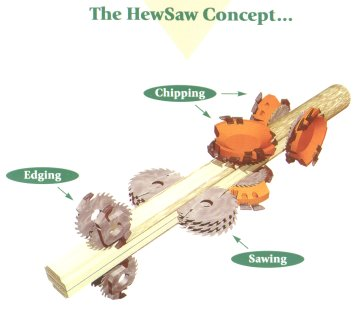 The HewSaw Concept...
Chipping
Edging
Sawing